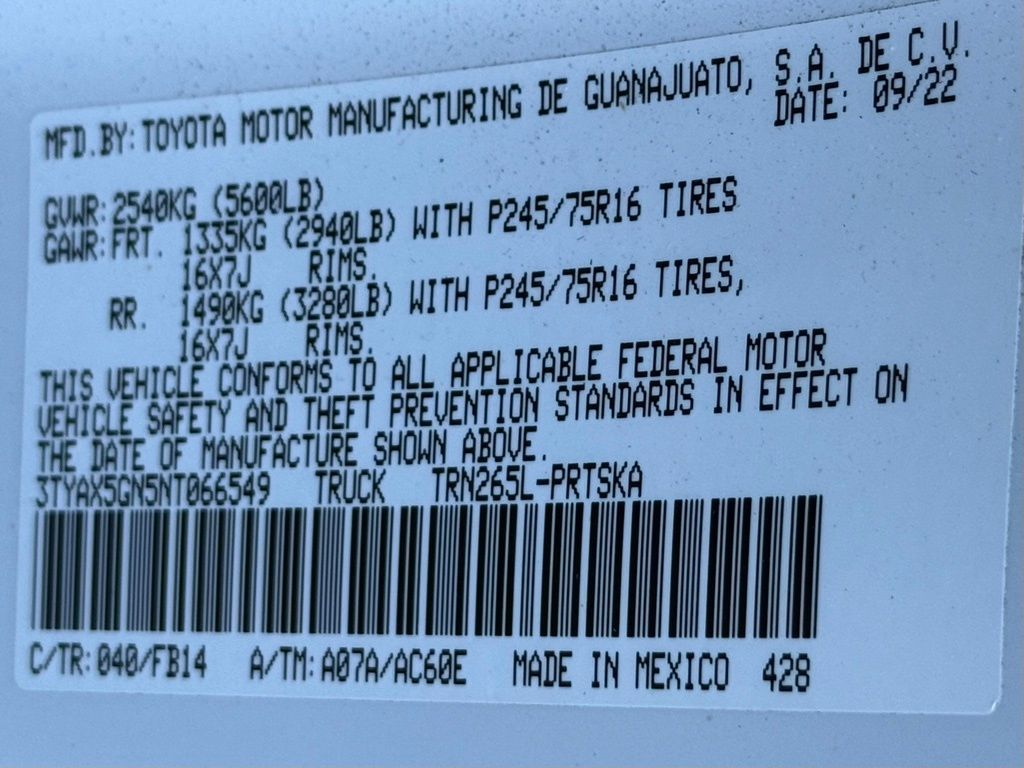 MFD.BY:TOYOTA MOTOR MANUFACTURING DE GUANAJUATO, S.A. DE C.V.
DATE: 09/22
GVWR:2540KG (5600LB)
GAWR:FRT. 1335KG (2940LB) WITH P245/75R16 TIRES
16X7J RIMS.
RR. 1490KG (3280LB) WITH P245/75R16 TIRES,
16X7J RIMS.
THIS VEHICLE CONFORMS TO ALL APPLICABLE FEDERAL MOTOR
VEHICLE SAFETY AND THEFT PREVENTION STANDARDS IN EFFECT ON
THE DATE OF MANUFACTURE SHOWN ABOVE.
3TYAX5GN5NT066549 TRUCK TRN265L-PRTSKA
C/TR:040/FB14 A/TM:A07A/AC60E MADE IN MEXICO 428